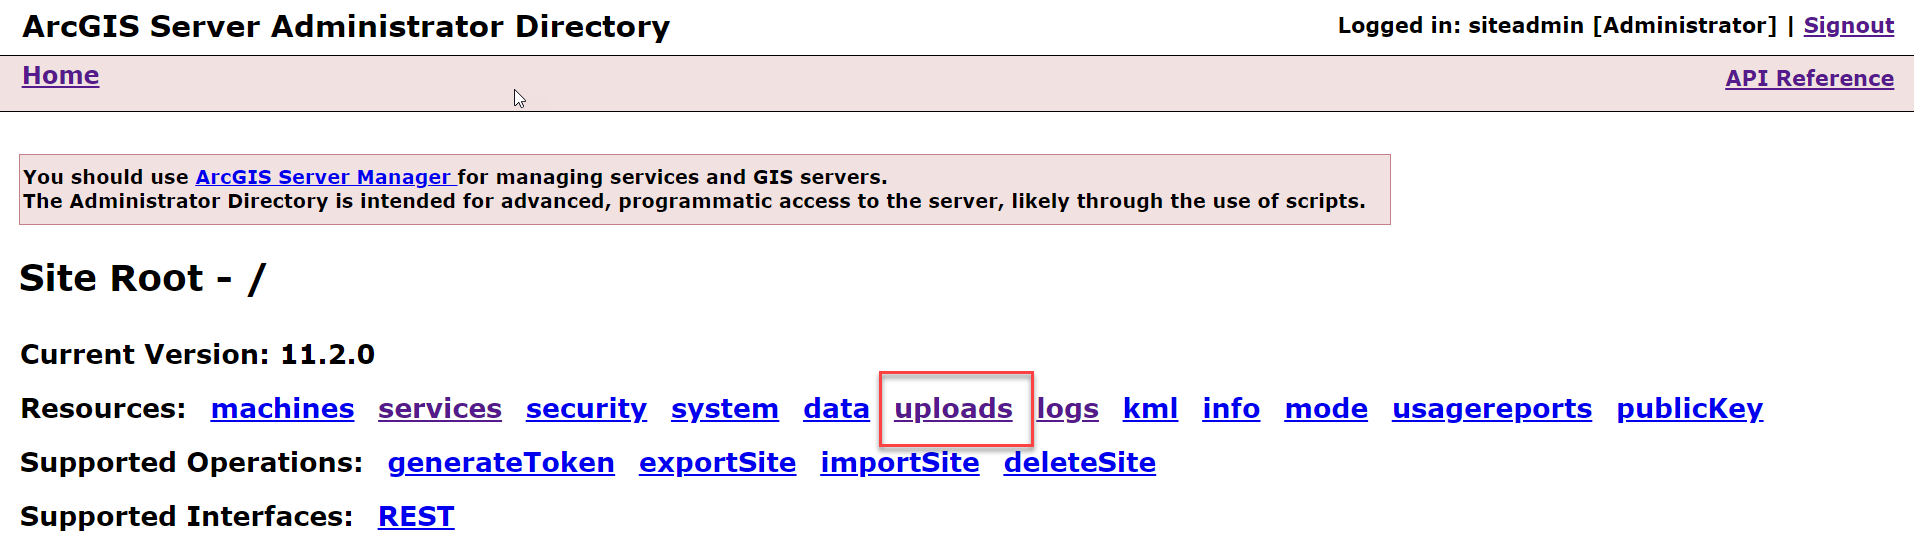 ArcGIS Server Administrator Directory
Logged in: siteadmin [Administrator] | Signout
Home
API Reference
You should use ArcGIS Server Manager for managing services and GIS servers.
The Administrator Directory is intended for advanced, programmatic access to the server, likely through the use of scripts.
Site Root - /
Current Version: 11.2.0
Resources: machines services security system data uploads logs kml info mode usagereports publicKey
Supported Operations: generateToken exportSite importSite deleteSite
Supported Interfaces: REST